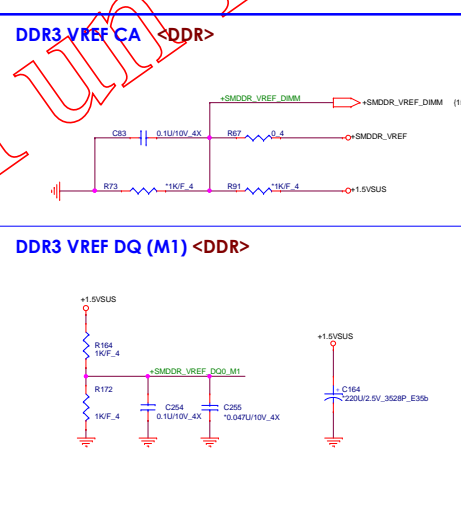 DDR3 VREF CA <DDR>
+SMDDR_VREF_DIMM
+SMDDR_VREF_DIMM
C83 0.1U/10V_4X R67 0_4 +SMDDR_VREF
R73 *1K/F_4 R91 *1K/F_4 +1.5VSUS
DDR3 VREF DQ (M1) <DDR>
+1.5VSUS
R164
1K/F_4
+SMDDR_VREF_DQ0_M1
R172
1K/F_4
C254
0.1U/10V_4X
C255
*0.047U/10V_4X
+1.5VSUS
+
C164
*220U/2.5V_3528P_E35b